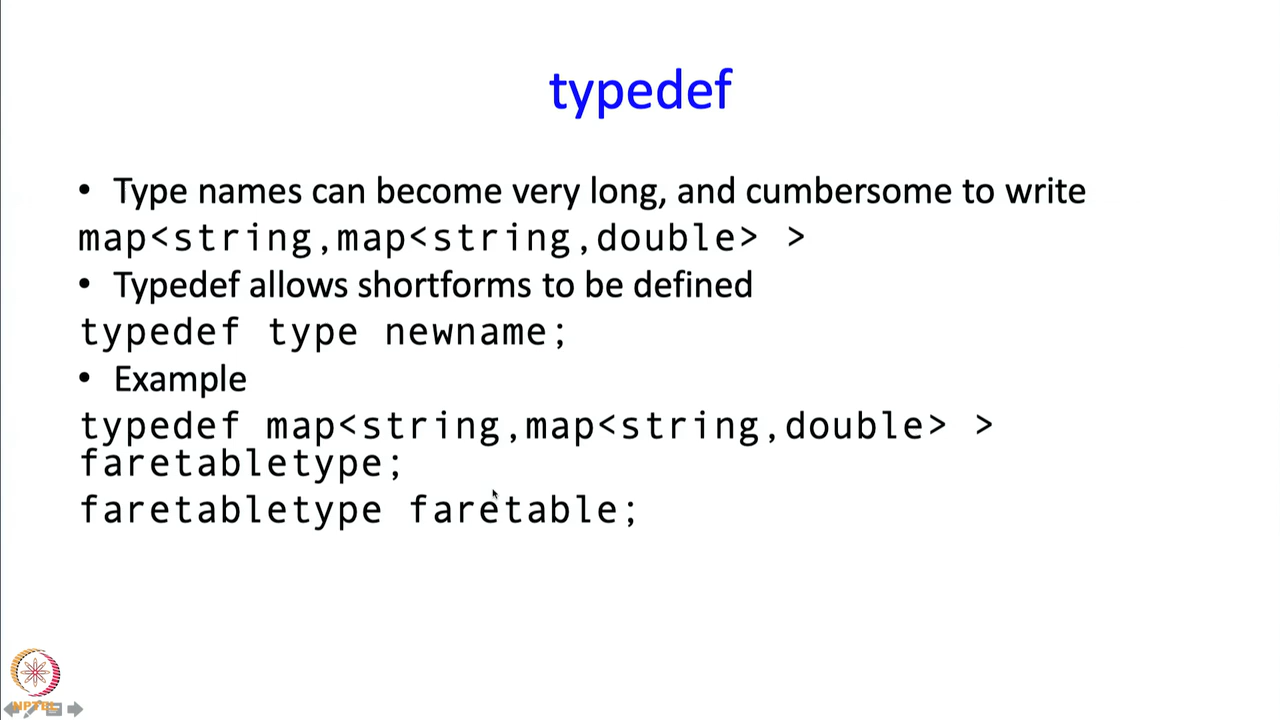 typedef
• Type names can become very long, and cumbersome to write
map<string,map<string,double> >
• Typedef allows shortforms to be defined
typedef type newname;
• Example
typedef map<string,map<string,double> >
faretabletype;
faretabletype faretable;
NPTEL